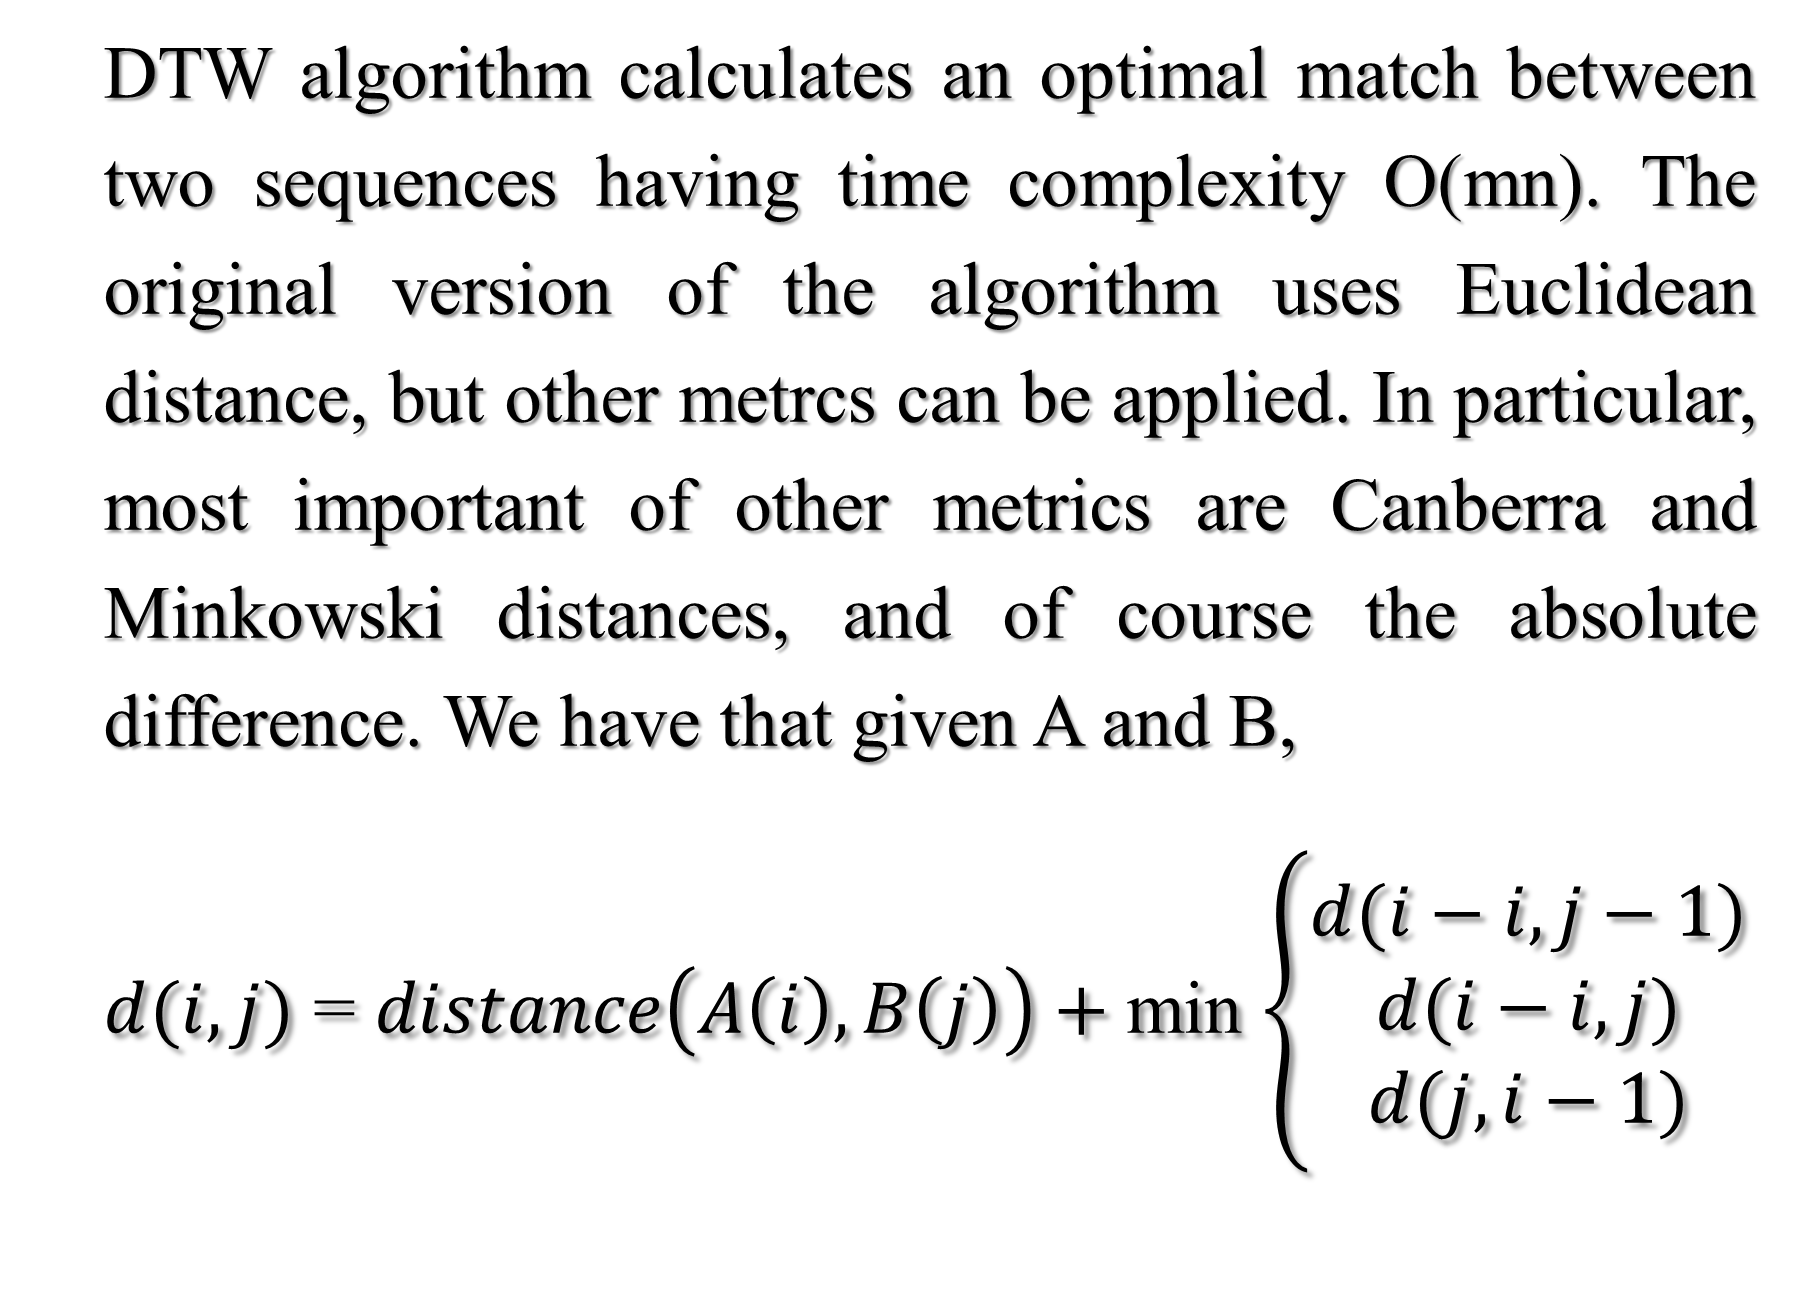 DTW algorithm calculates an optimal match between
two sequences having time complexity O(mn). The
original version of the algorithm uses Euclidean
distance, but other metrcs can be applied. In particular,
most important of other metrics are Canberra and
Minkowski distances, and of course the absolute
difference. We have that given A and B,
d(i − i, j − 1)
d(i, j) = distance(A(i), B(j)) + min { d(i − i, j)
d(j, i − 1)